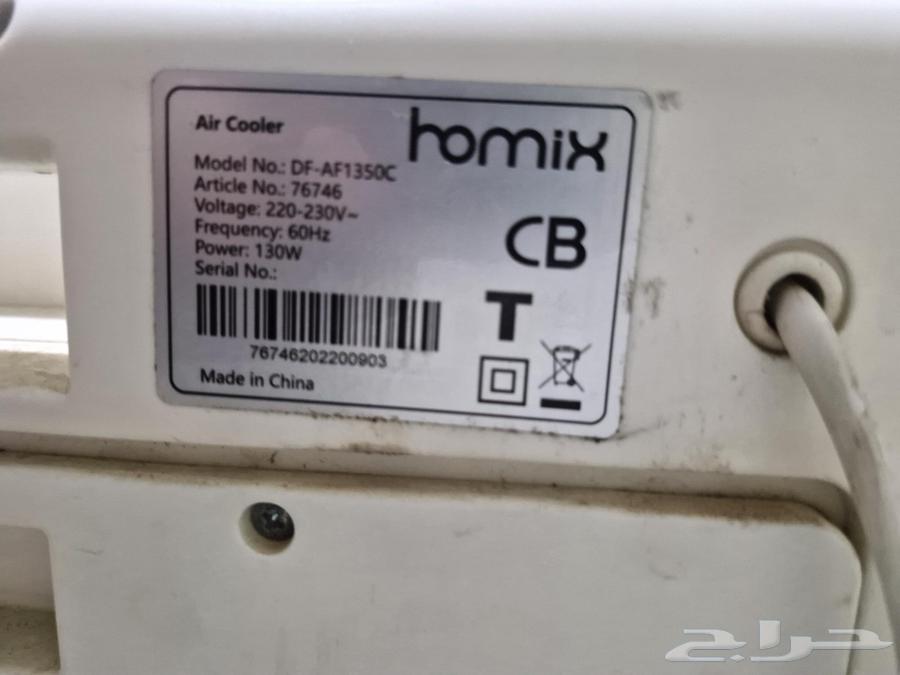 Air Cooler
homix
Model No.: DF-AF1350C
Article No.: 76746
Voltage: 220-230V~
Frequency: 60Hz
Power: 130W
Serial No.:
CB
T
76746202200903
Made in China
حراج